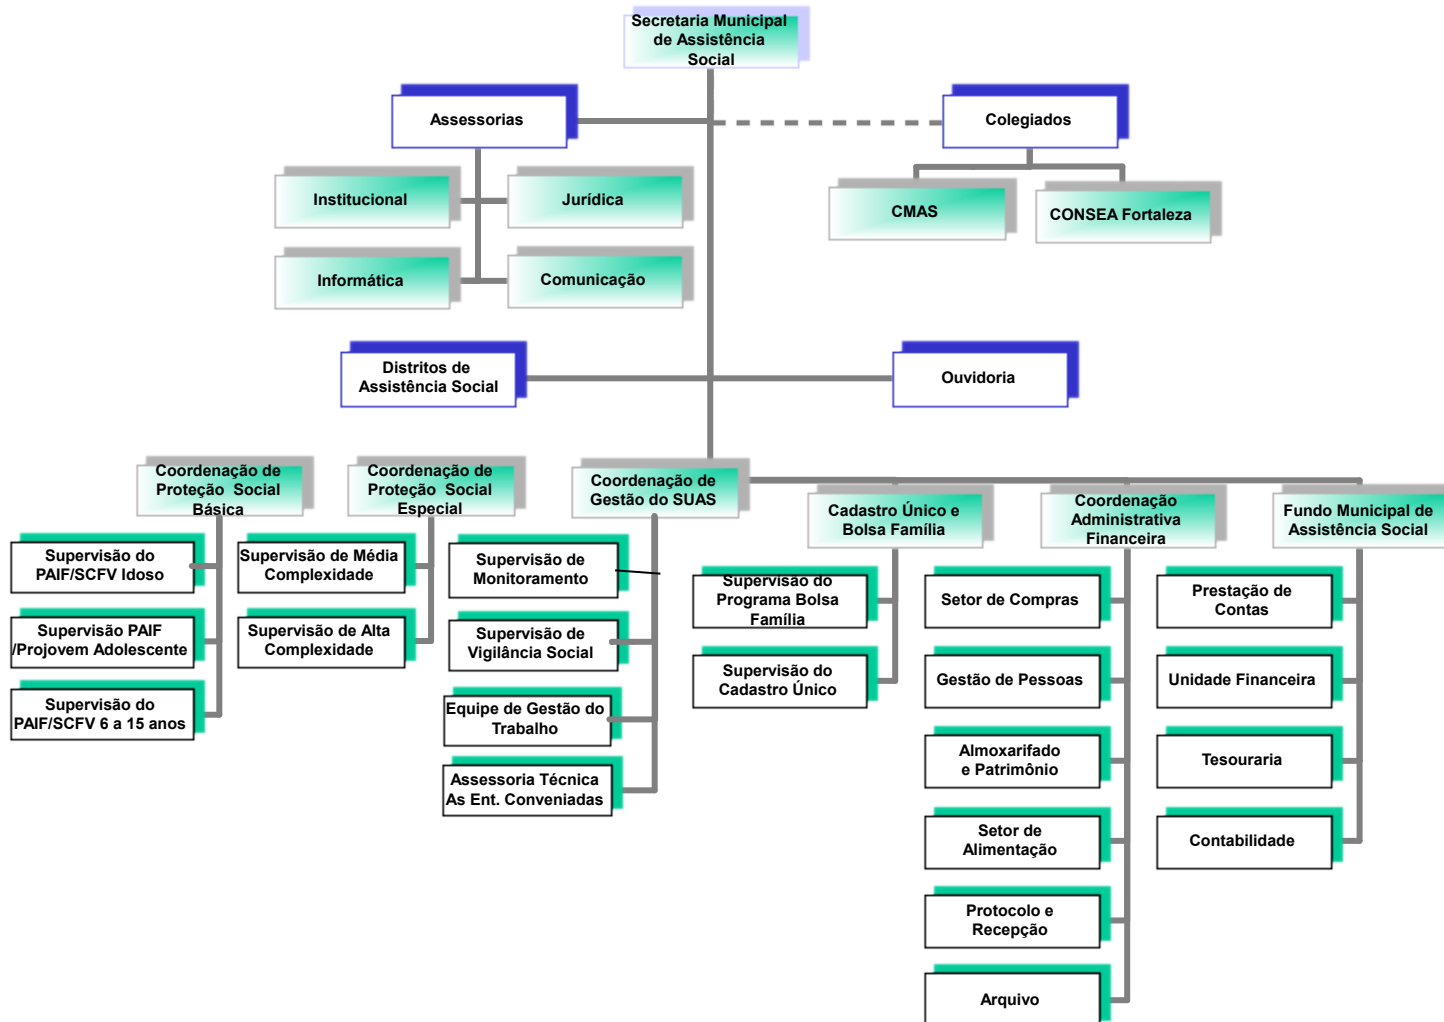 Secretaria Municipal
de Assistência
Social
Assessorias
Colegiados
Institucional
Jurídica
CMAS
CONSEA Fortaleza
Informática
Comunicação
Distritos de
Assistência Social
Ouvidoria
Coordenação de
Proteção Social
Básica
Coordenação de
Proteção Social
Especial
Coordenação de
Gestão do SUAS
Cadastro Único e
Bolsa Família
Coordenação
Administrativa
Financeira
Fundo Municipal de
Assistência Social
Supervisão do
PAIF/SCFV Idoso
Supervisão PAIF
/Projovem Adolescente
Supervisão do
PAIF/SCFV 6 a 15 anos
Supervisão de Média
Complexidade
Supervisão de Alta
Complexidade
Supervisão de
Monitoramento
Supervisão de
Vigilância Social
Equipe de Gestão do
Trabalho
Assessoria Técnica
As Ent. Conveniadas
Supervisão do
Programa Bolsa
Família
Supervisão do
Cadastro Único
Setor de Compras
Gestão de Pessoas
Almoxarifado
e Patrimônio
Setor de
Alimentação
Protocolo e
Recepção
Arquivo
Prestação de
Contas
Unidade Financeira
Tesouraria
Contabilidade